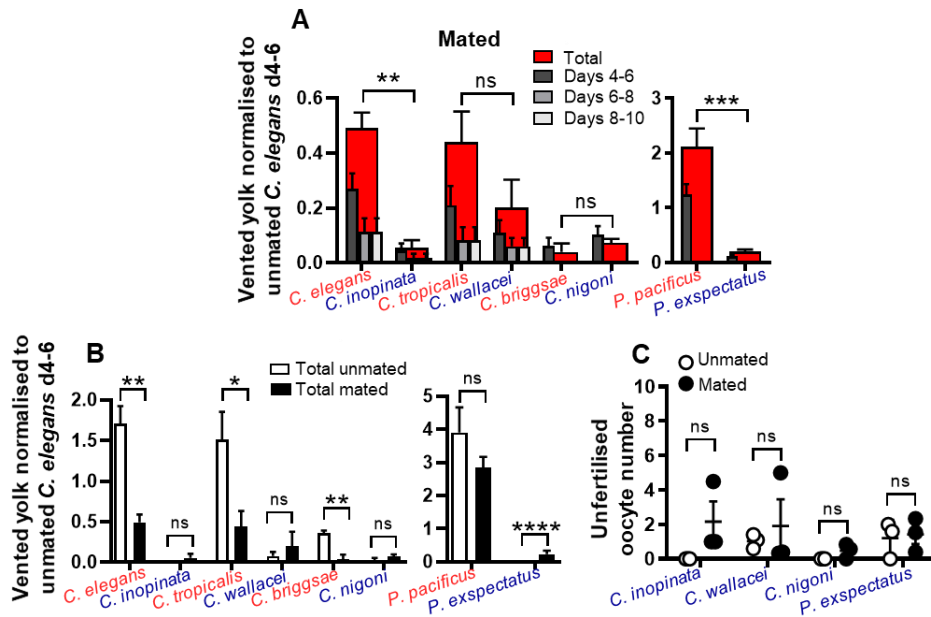 A
Mated
Vented yolk normalised to
unmated C. elegans d4-6
Total
Days 4-6
Days 6-8
Days 8-10
** ns ns ***
0.6
0.4
0.2
0.0
3
2
1
0
C. elegans
C. inopinata
C. tropicalis
C. wallacei
C. briggsae
C. nigoni
P. pacificus
P. exspectatus
B
Vented yolk normalised to
unmated C. elegans d4-6
Total unmated
Total mated
** ns * ns ** ns
2.0
1.5
1.0
0.5
0.0
ns ****
5
4
3
2
1
0
C. elegans
C. inopinata
C. tropicalis
C. wallacei
C. briggsae
C. nigoni
P. pacificus
P. exspectatus
C
Unmated
Mated
Unfertilised
oocyte number
ns ns ns ns
10
8
6
4
2
0
C. inopinata
C. wallacei
C. nigoni
P. exspectatus